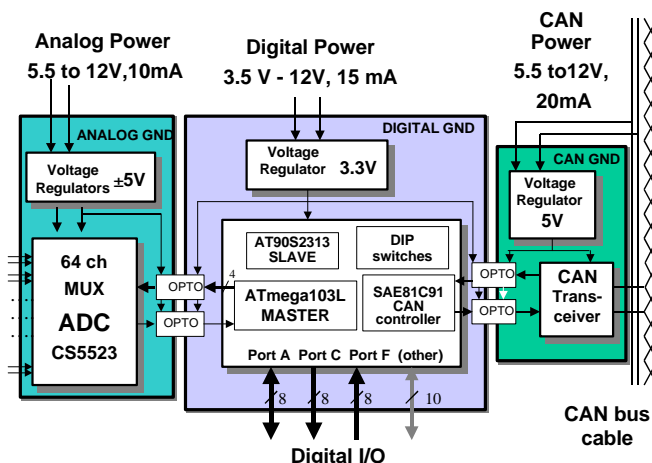 Analog Power
5.5 to 12V,10mA
Digital Power
3.5 V - 12V, 15 mA
CAN
Power
5.5 to12V,
20mA
ANALOG GND
DIGITAL GND
CAN GND
Voltage
Regulators ±5V
Voltage
Regulator 3.3V
Voltage
Regulator
5V
64 ch
MUX
ADC
CS5523
OPTO
OPTO
4
AT90S2313
SLAVE
DIP
switches
ATmega103L
MASTER
SAE81C91
CAN
controller
Port A Port C Port F (other)
OPTO
OPTO
CAN
Trans-
ceiver
8
8
8
10
Digital I/O
CAN bus
cable